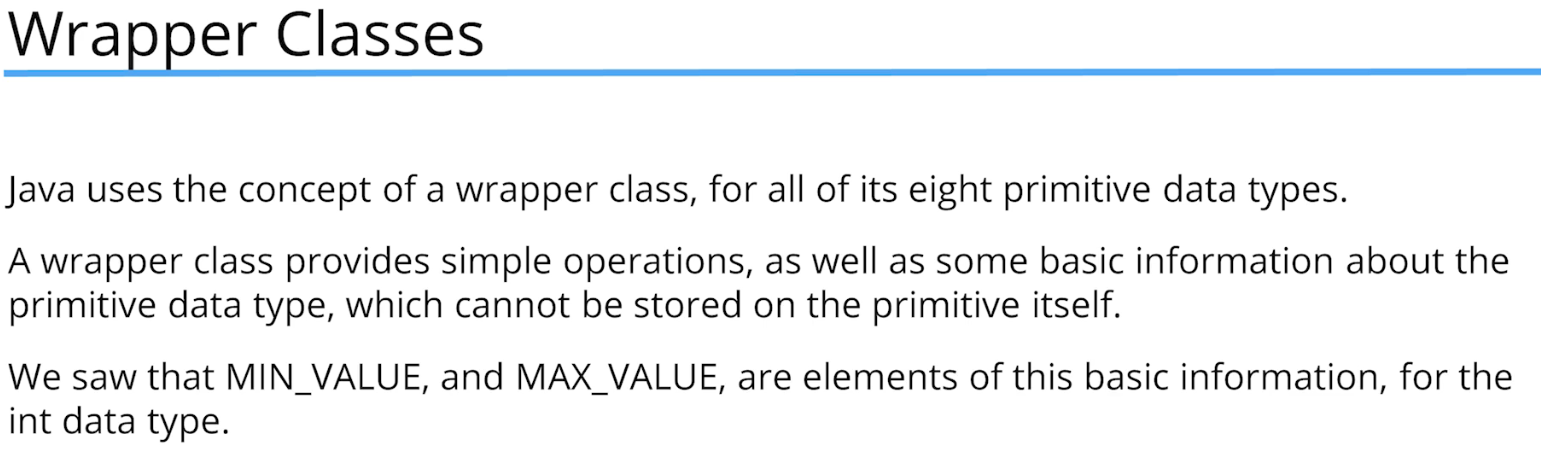 Wrapper Classes
Java uses the concept of a wrapper class, for all of its eight primitive data types.
A wrapper class provides simple operations, as well as some basic information about the
primitive data type, which cannot be stored on the primitive itself.
We saw that MIN_VALUE, and MAX_VALUE, are elements of this basic information, for the
int data type.